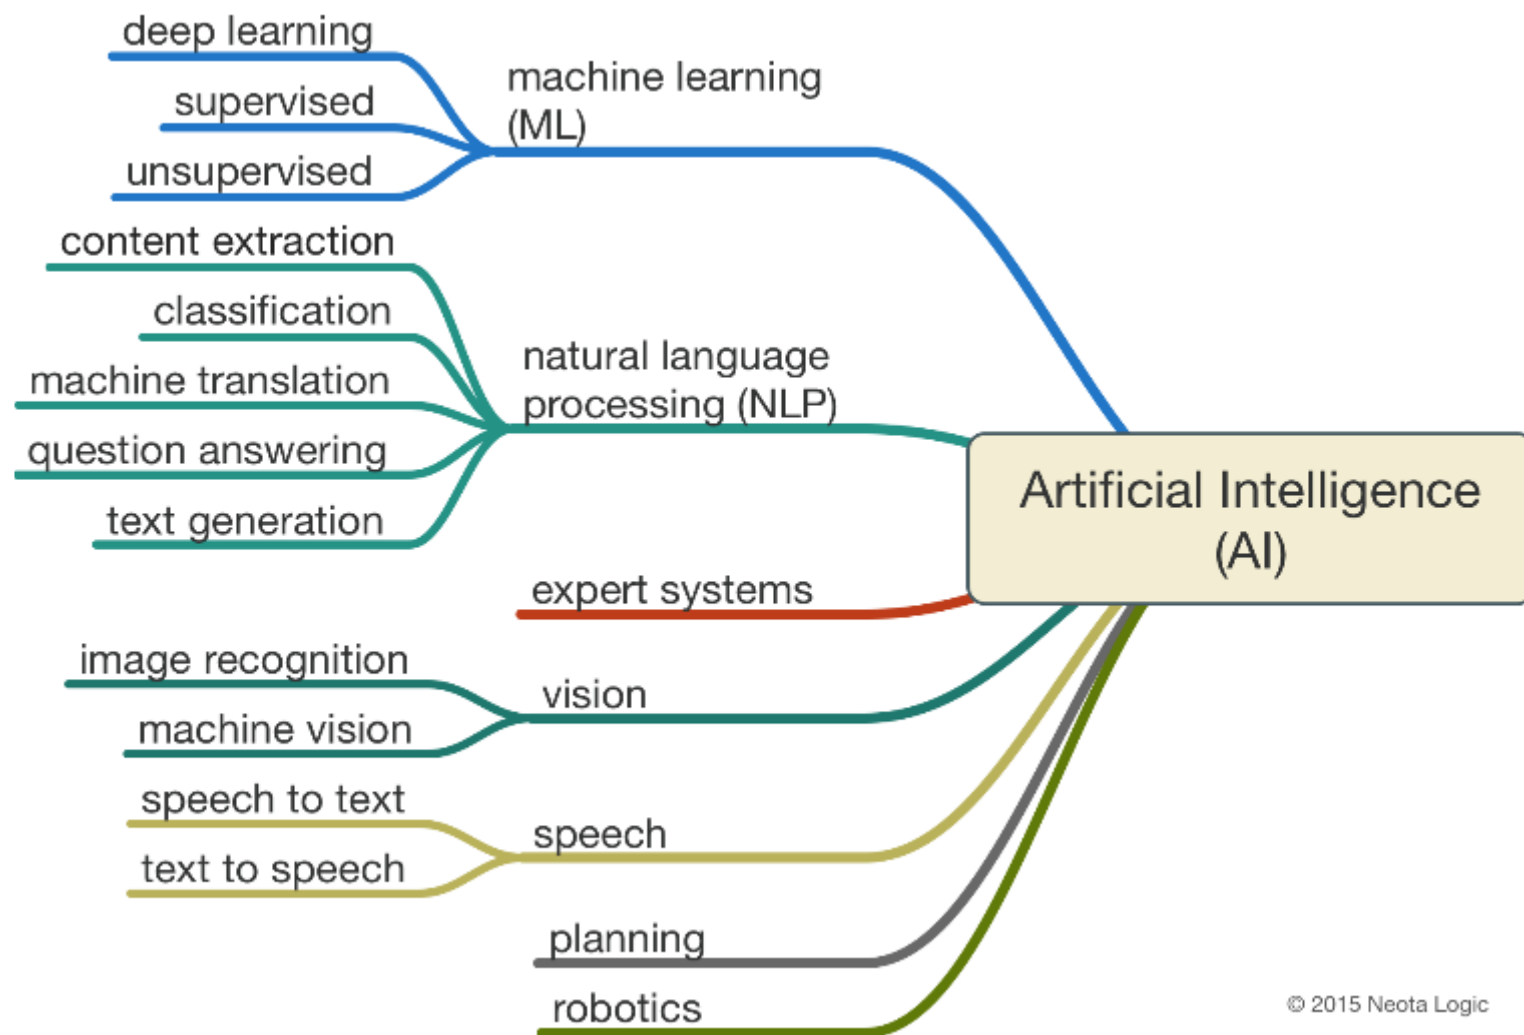 deep learning
supervised
unsupervised
machine learning
(ML)
content extraction
classification
machine translation
question answering
text generation
natural language
processing (NLP)
expert systems
image recognition
machine vision
vision
speech to text
text to speech
speech
planning
robotics
Artificial Intelligence
(AI)
© 2015 Neota Logic